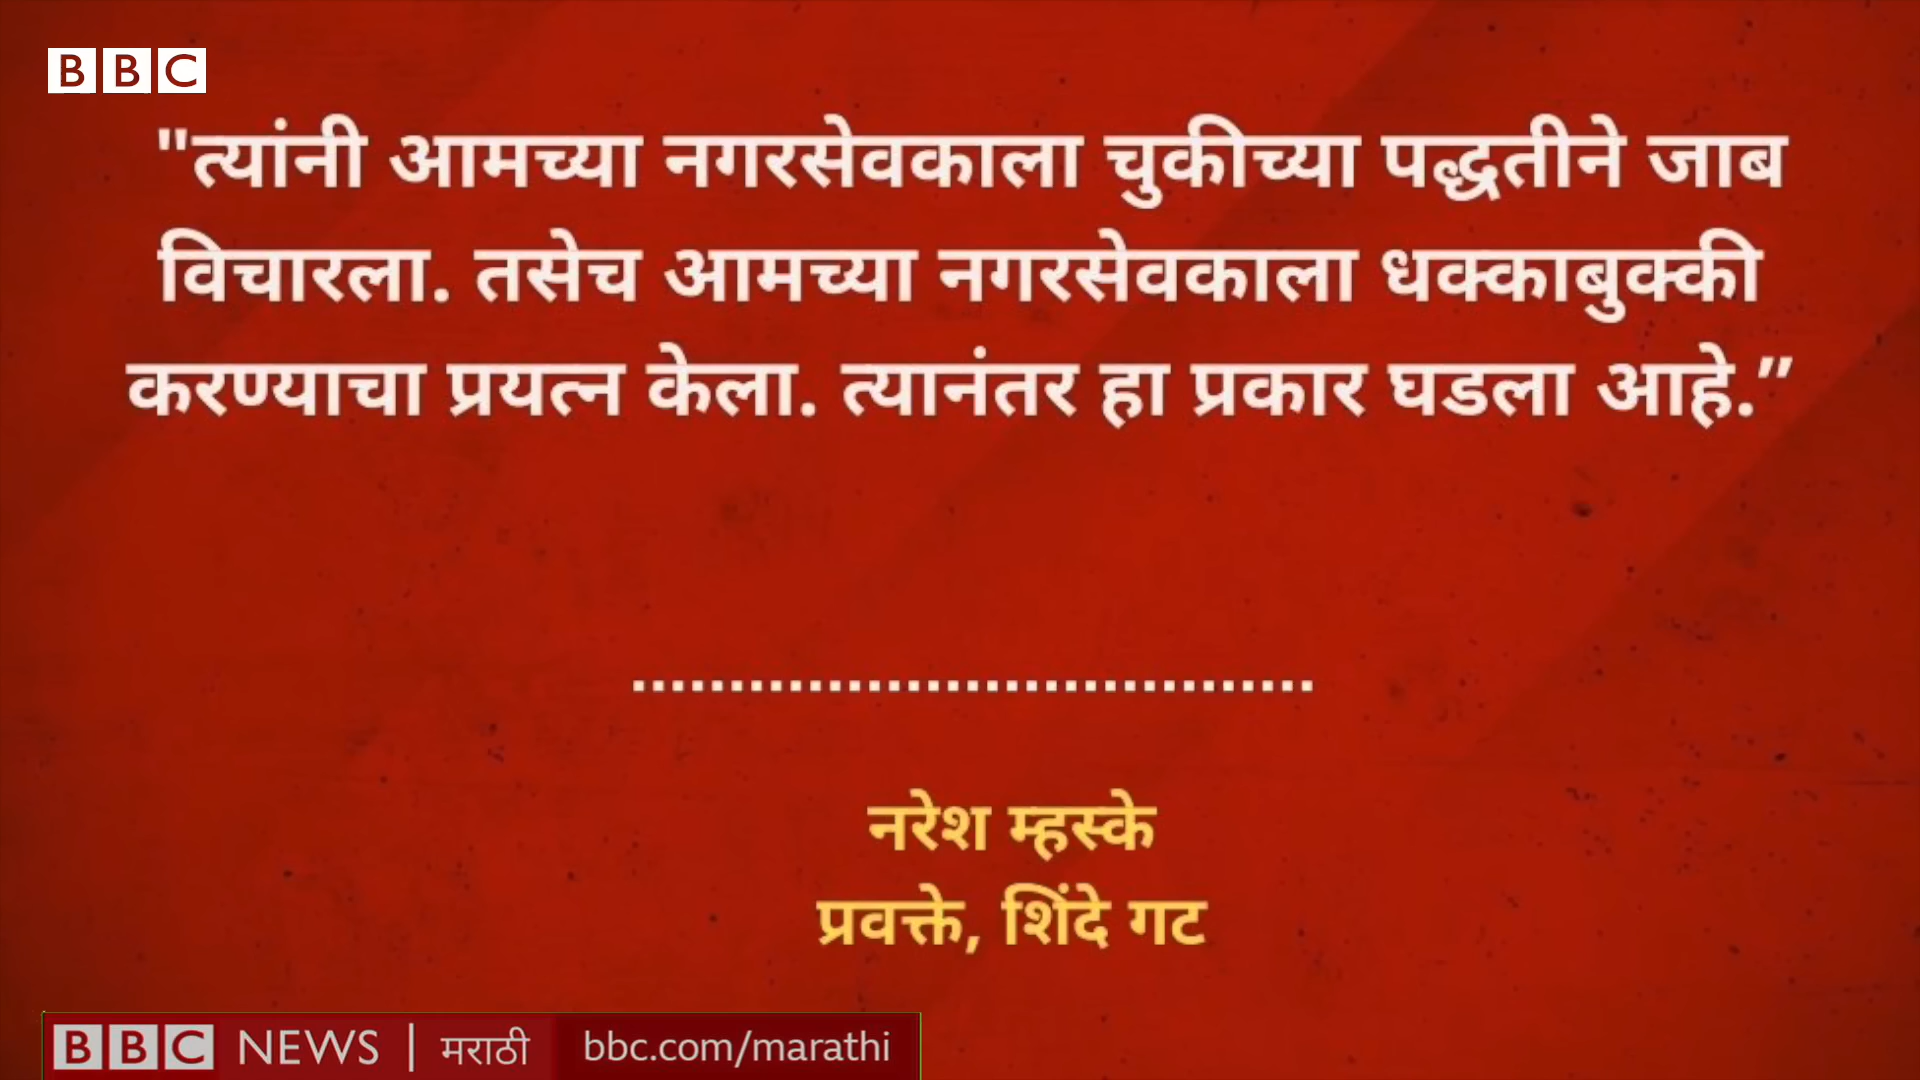 BBC
"त्यांनी आमच्या नगरसेवकाला चुकीच्या पद्धतीने जाब
विचारला. तसेच आमच्या नगरसेवकाला धक्काबुक्की
करण्याचा प्रयत्न केला. त्यानंतर हा प्रकार घडला आहे.”
...................................
नरेश म्हस्के
प्रवक्ते, शिंदे गट
BBC NEWS | मराठी bbc.com/marathi